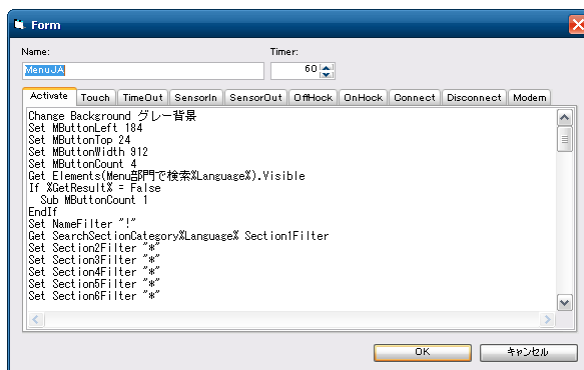 Form
Name:
Timer:
MenuJA
60
Activate Touch TimeOut SensorIn SensorOut OffHock OnHock Connect Disconnect Modem
Change Background グレー背景
Set MButtonLeft 184
Set MButtonTop 24
Set MButtonWidth 912
Set MButtonCount 4
Get Elements(Menu部門で検索%Language%).Visible
If %GetResult% = False
  Sub MButtonCount 1
EndIf
Set NameFilter "!"
Get SearchSectionCategory%Language% Section1Filter
Set Section2Filter "*"
Set Section3Filter "*"
Set Section4Filter "*"
Set Section5Filter "*"
Set Section6Filter "*"
OK
キャンセル